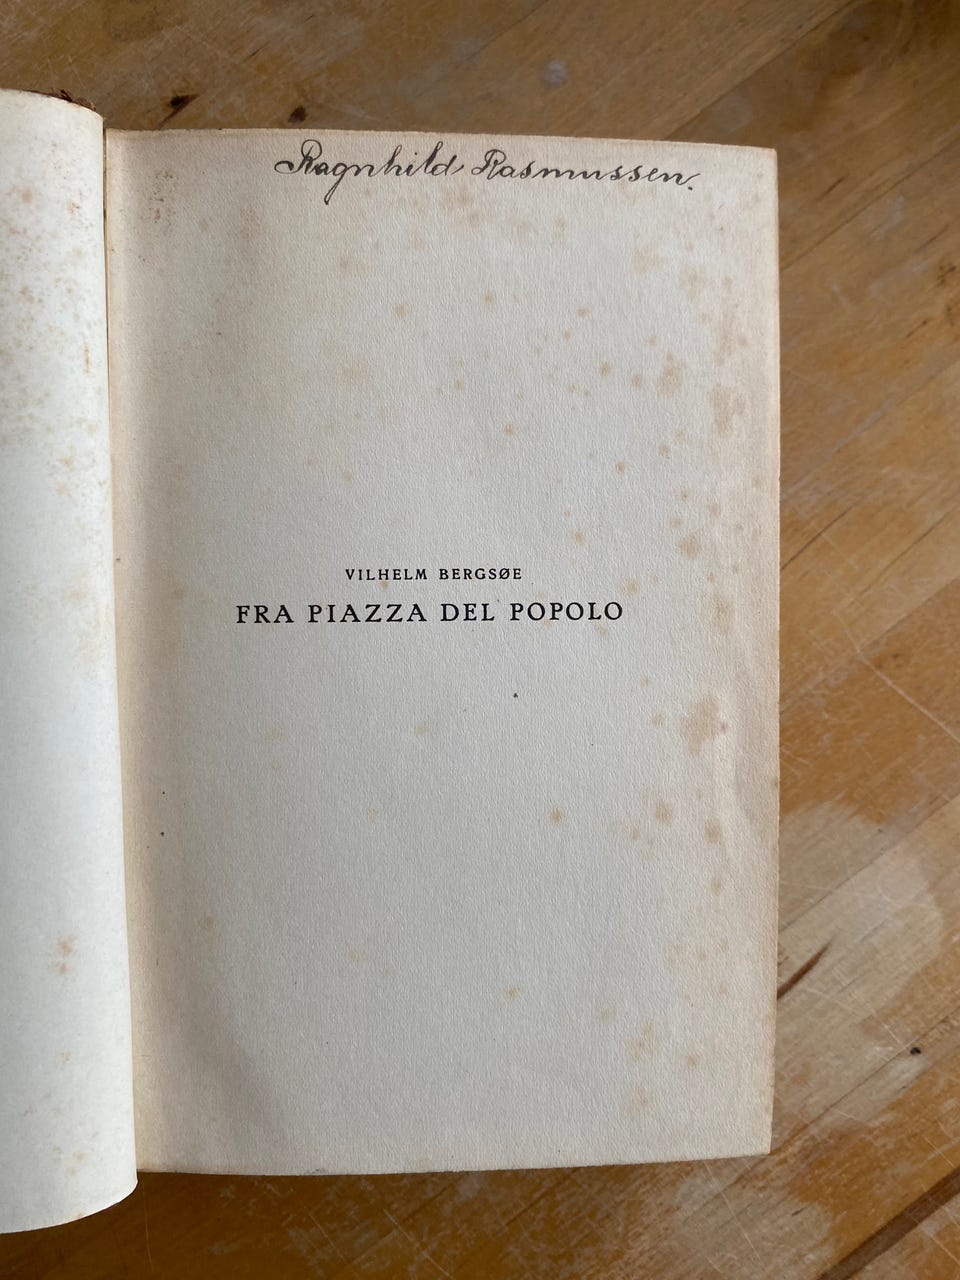 Ragnhild Rasmussen.
VILHELM BERGSØE
FRA PIAZZA DEL POPOLO